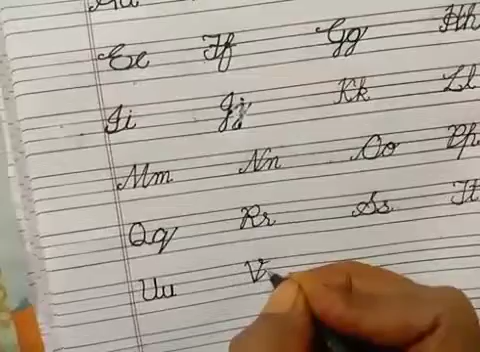 Ee Ff Gg Hh
Ii Jj Kk Ll
Mm Nn Oo Pp
Qq Rr Ss Tt
Uu V